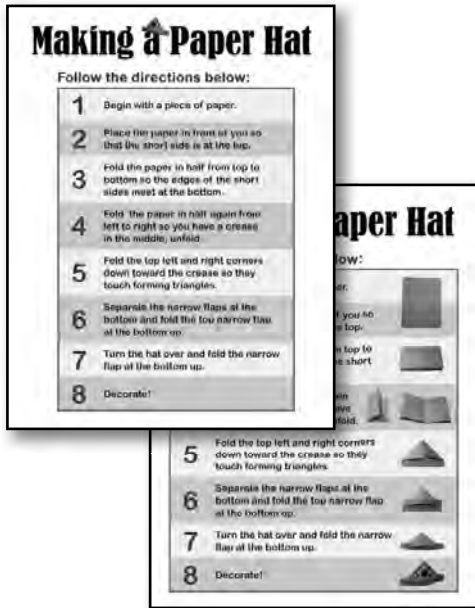 Making a Paper Hat
Follow the directions below:
1 Begin with a piece of paper.
2 Place the paper in front of you so
that the short side is at the top.
3 Fold the paper in half from top to
bottom so the edges of the short
sides meet at the bottom.
4 Fold the paper in half again from
left to right so you have a crease
in the middle, unfold.
5 Fold the top left and right corners
down toward the crease so they
touch forming triangles.
6 Separate the narrow flaps at the
bottom and fold the top narrow flap
at the bottom up.
7 Turn the hat over and fold the narrow
flap at the bottom up.
8 Decorate!
aper Hat
low:
er.
f you so
e top.
n top to
he short
in
ave
nfold.
5 Fold the top left and right corners
down toward the crease so they
touch forming triangles.
6 Separate the narrow flaps at the
bottom and fold the top narrow flap
at the bottom up.
7 Turn the hat over and fold the narrow
flap at the bottom up.
8 Decorate!